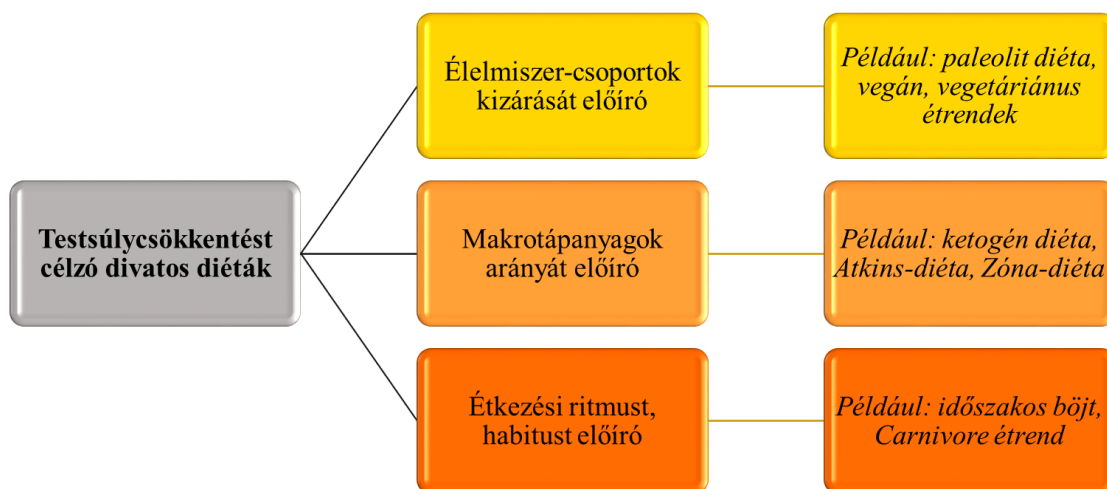 Testsúlycsökkentést
célzó divatos diéták
Élelmiszer-csoportok
kizárását előíró
Például: paleolit diéta,
vegán, vegetáriánus
étrendek
Makrotápanyagok
arányát előíró
Például: ketogén diéta,
Atkins-diéta, Zóna-diéta
Étkezési ritmust,
habitust előíró
Például: időszakos böjt,
Carnivore étrend